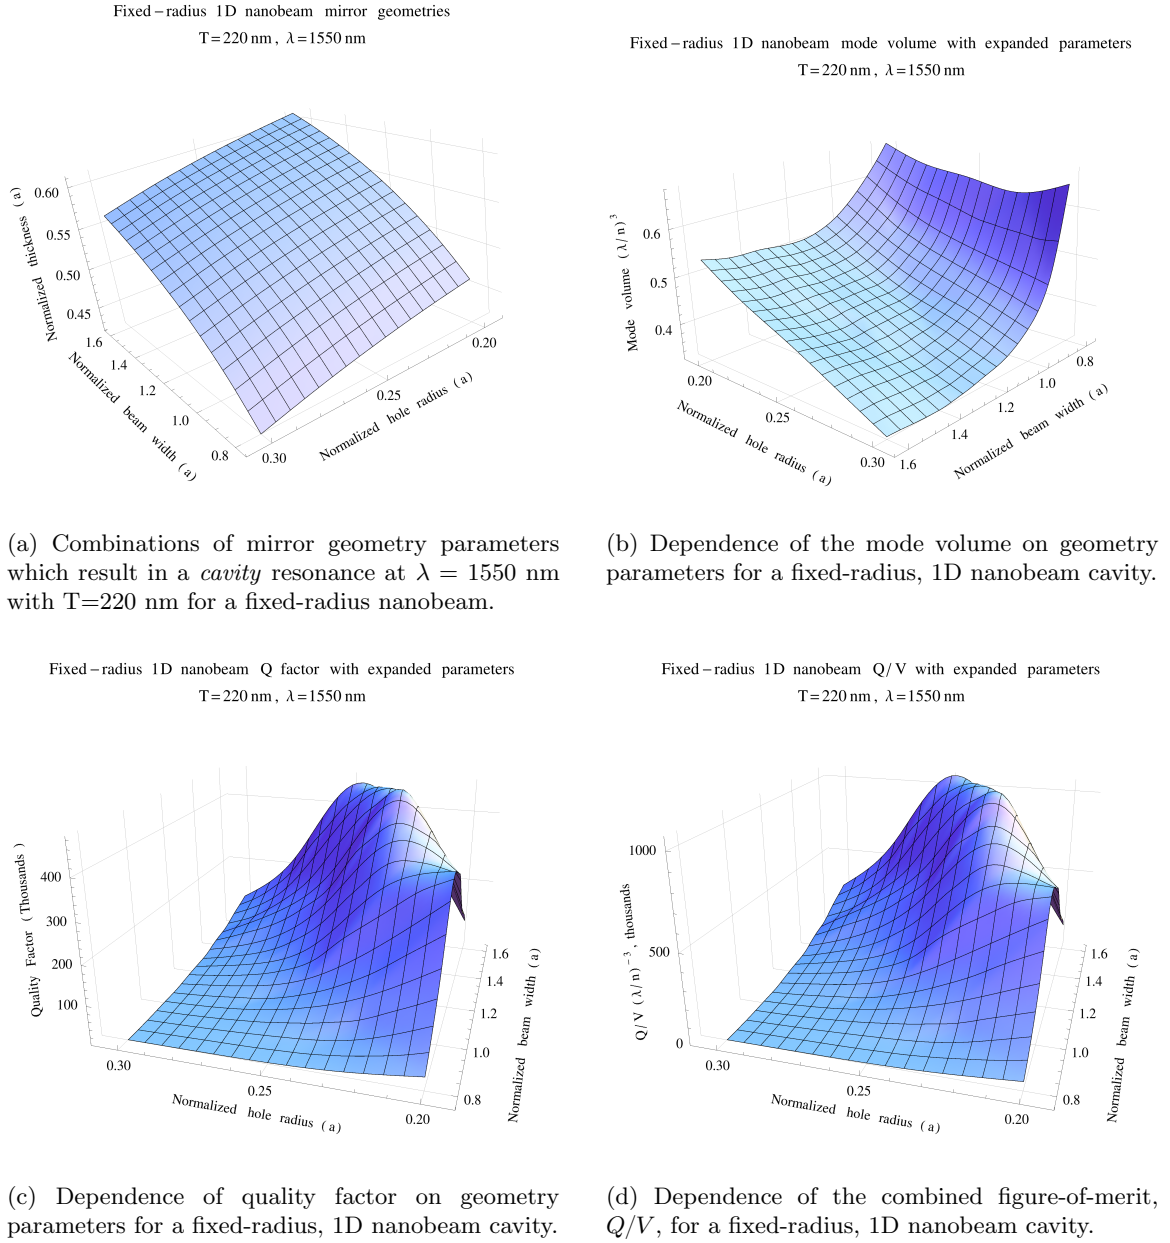 Fixed–radius 1D nanobeam mirror geometries
T=220 nm, λ=1550 nm
0.60
0.55
0.50
0.45
Normalized thickness (a)
1.6
1.4
1.2
1.0
0.8
Normalized beam width (a)
0.30
0.25
0.20
Normalized hole radius (a)
(a) Combinations of mirror geometry parameters
which result in a cavity resonance at λ = 1550 nm
with T=220 nm for a fixed-radius nanobeam.
Fixed–radius 1D nanobeam mode volume with expanded parameters
T=220 nm, λ=1550 nm
0.6
0.5
0.4
Mode volume (λ/n)³
0.20
0.25
0.30
Normalized hole radius (a)
1.6
1.4
1.2
1.0
0.8
Normalized beam width (a)
(b) Dependence of the mode volume on geometry
parameters for a fixed-radius, 1D nanobeam cavity.
Fixed–radius 1D nanobeam Q factor with expanded parameters
T=220 nm, λ=1550 nm
400
300
200
100
Quality Factor (Thousands)
0.30
0.25
0.20
Normalized hole radius (a)
1.6
1.4
1.2
1.0
0.8
Normalized beam width (a)
(c) Dependence of quality factor on geometry
parameters for a fixed-radius, 1D nanobeam cavity.
Fixed–radius 1D nanobeam Q/V with expanded parameters
T=220 nm, λ=1550 nm
1000
500
0
Q/V (λ/n)⁻³, thousands
0.30
0.25
0.20
Normalized hole radius (a)
1.6
1.4
1.2
1.0
0.8
Normalized beam width (a)
(d) Dependence of the combined figure-of-merit,
Q/V, for a fixed-radius, 1D nanobeam cavity.